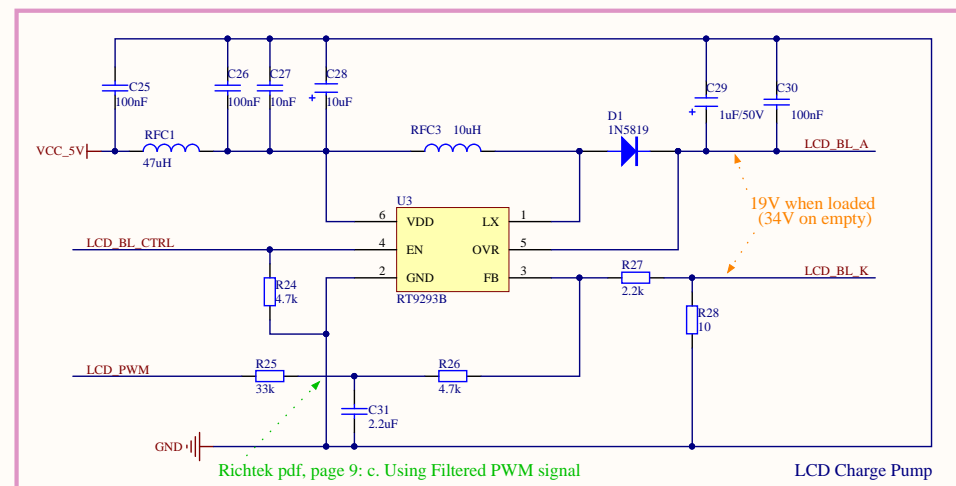 C25
100nF
C26
100nF
C27
10nF
C28
10uF
+
C29
1uF/50V
+
C30
100nF
RFC1
47uH
RFC3 10uH
D1
1N5819
VCC_5V
LCD_BL_A
19V when loaded
(34V on empty)
U3
6 VDD LX 1
4 EN OVR 5
2 GND FB 3
RT9293B
LCD_BL_CTRL
R24
4.7k
R27
2.2k
LCD_BL_K
R28
10
LCD_PWM
R25
33k
R26
4.7k
C31
2.2uF
GND
Richtek pdf, page 9: c. Using Filtered PWM signal
LCD Charge Pump